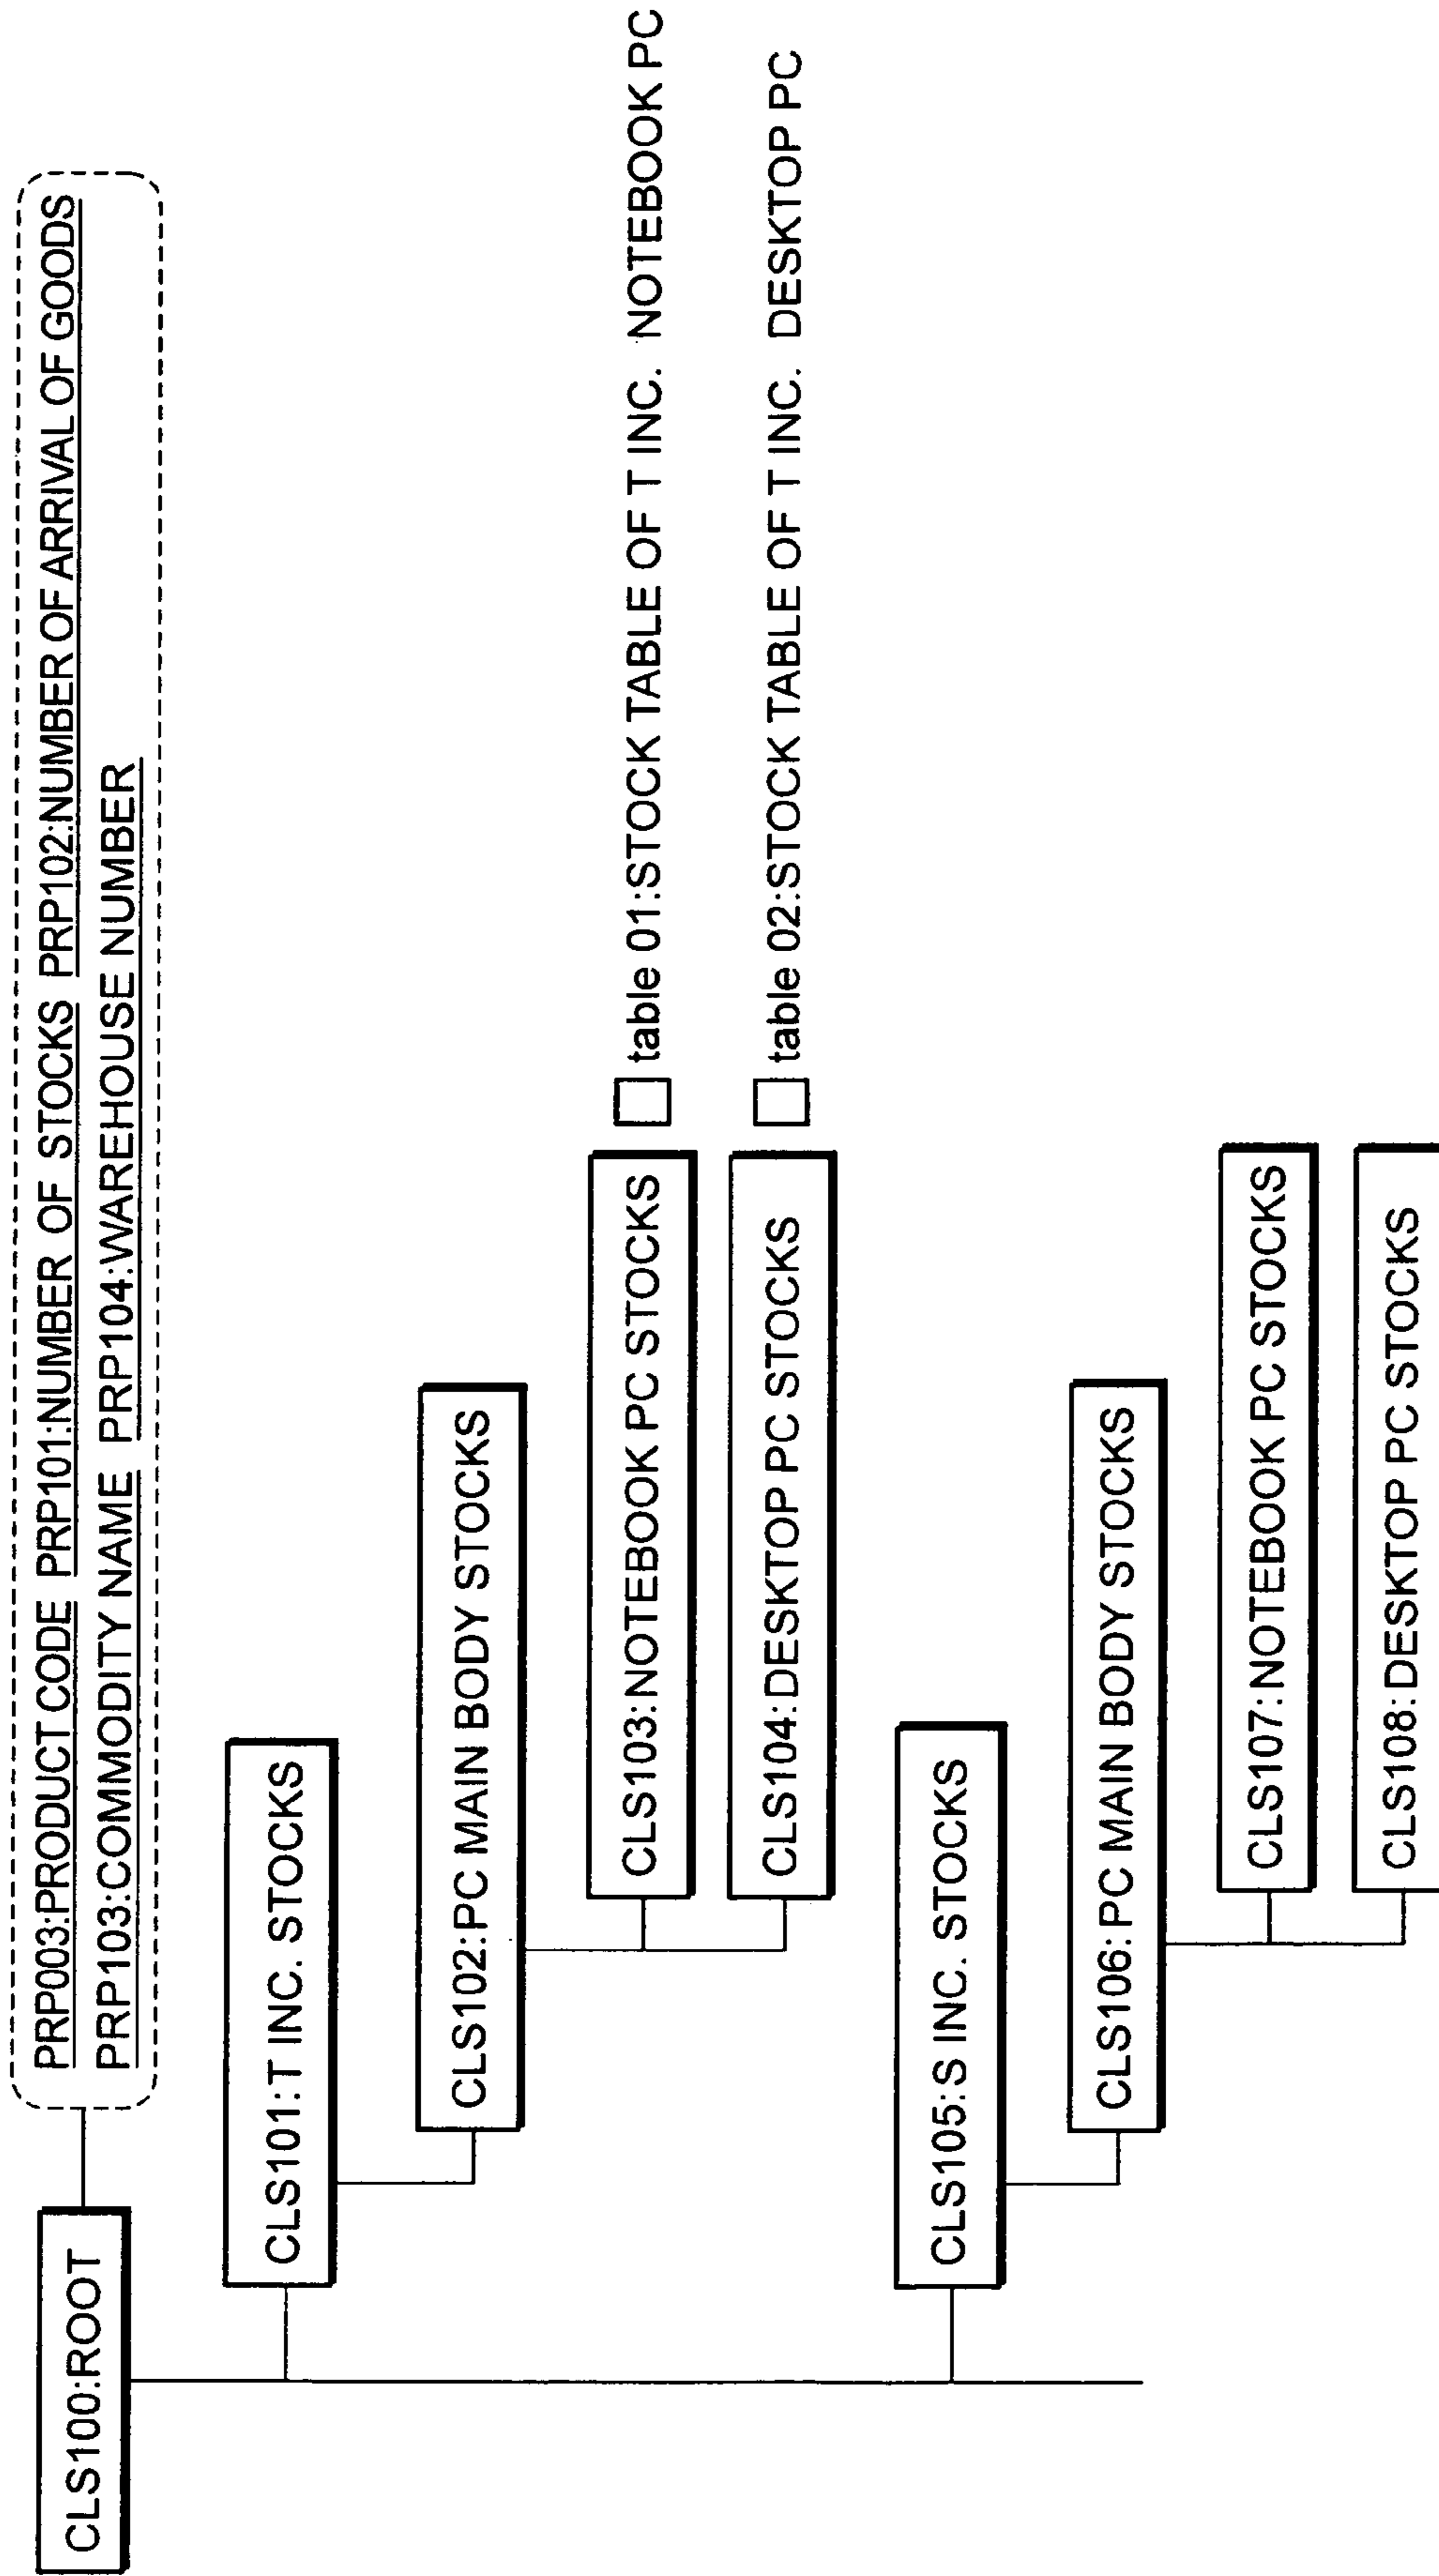 CLS100:ROOT
PRP003:PRODUCT CODE PRP101:NUMBER OF STOCKS PRP102:NUMBER OF ARRIVAL OF GOODS
PRP103:COMMODITY NAME PRP104:WAREHOUSE NUMBER
CLS101:T INC. STOCKS
CLS102:PC MAIN BODY STOCKS
CLS103:NOTEBOOK PC STOCKS table 01:STOCK TABLE OF T INC. NOTEBOOK PC
CLS104:DESKTOP PC STOCKS table 02:STOCK TABLE OF T INC. DESKTOP PC
CLS105:S INC. STOCKS
CLS106:PC MAIN BODY STOCKS
CLS107:NOTEBOOK PC STOCKS
CLS108:DESKTOP PC STOCKS